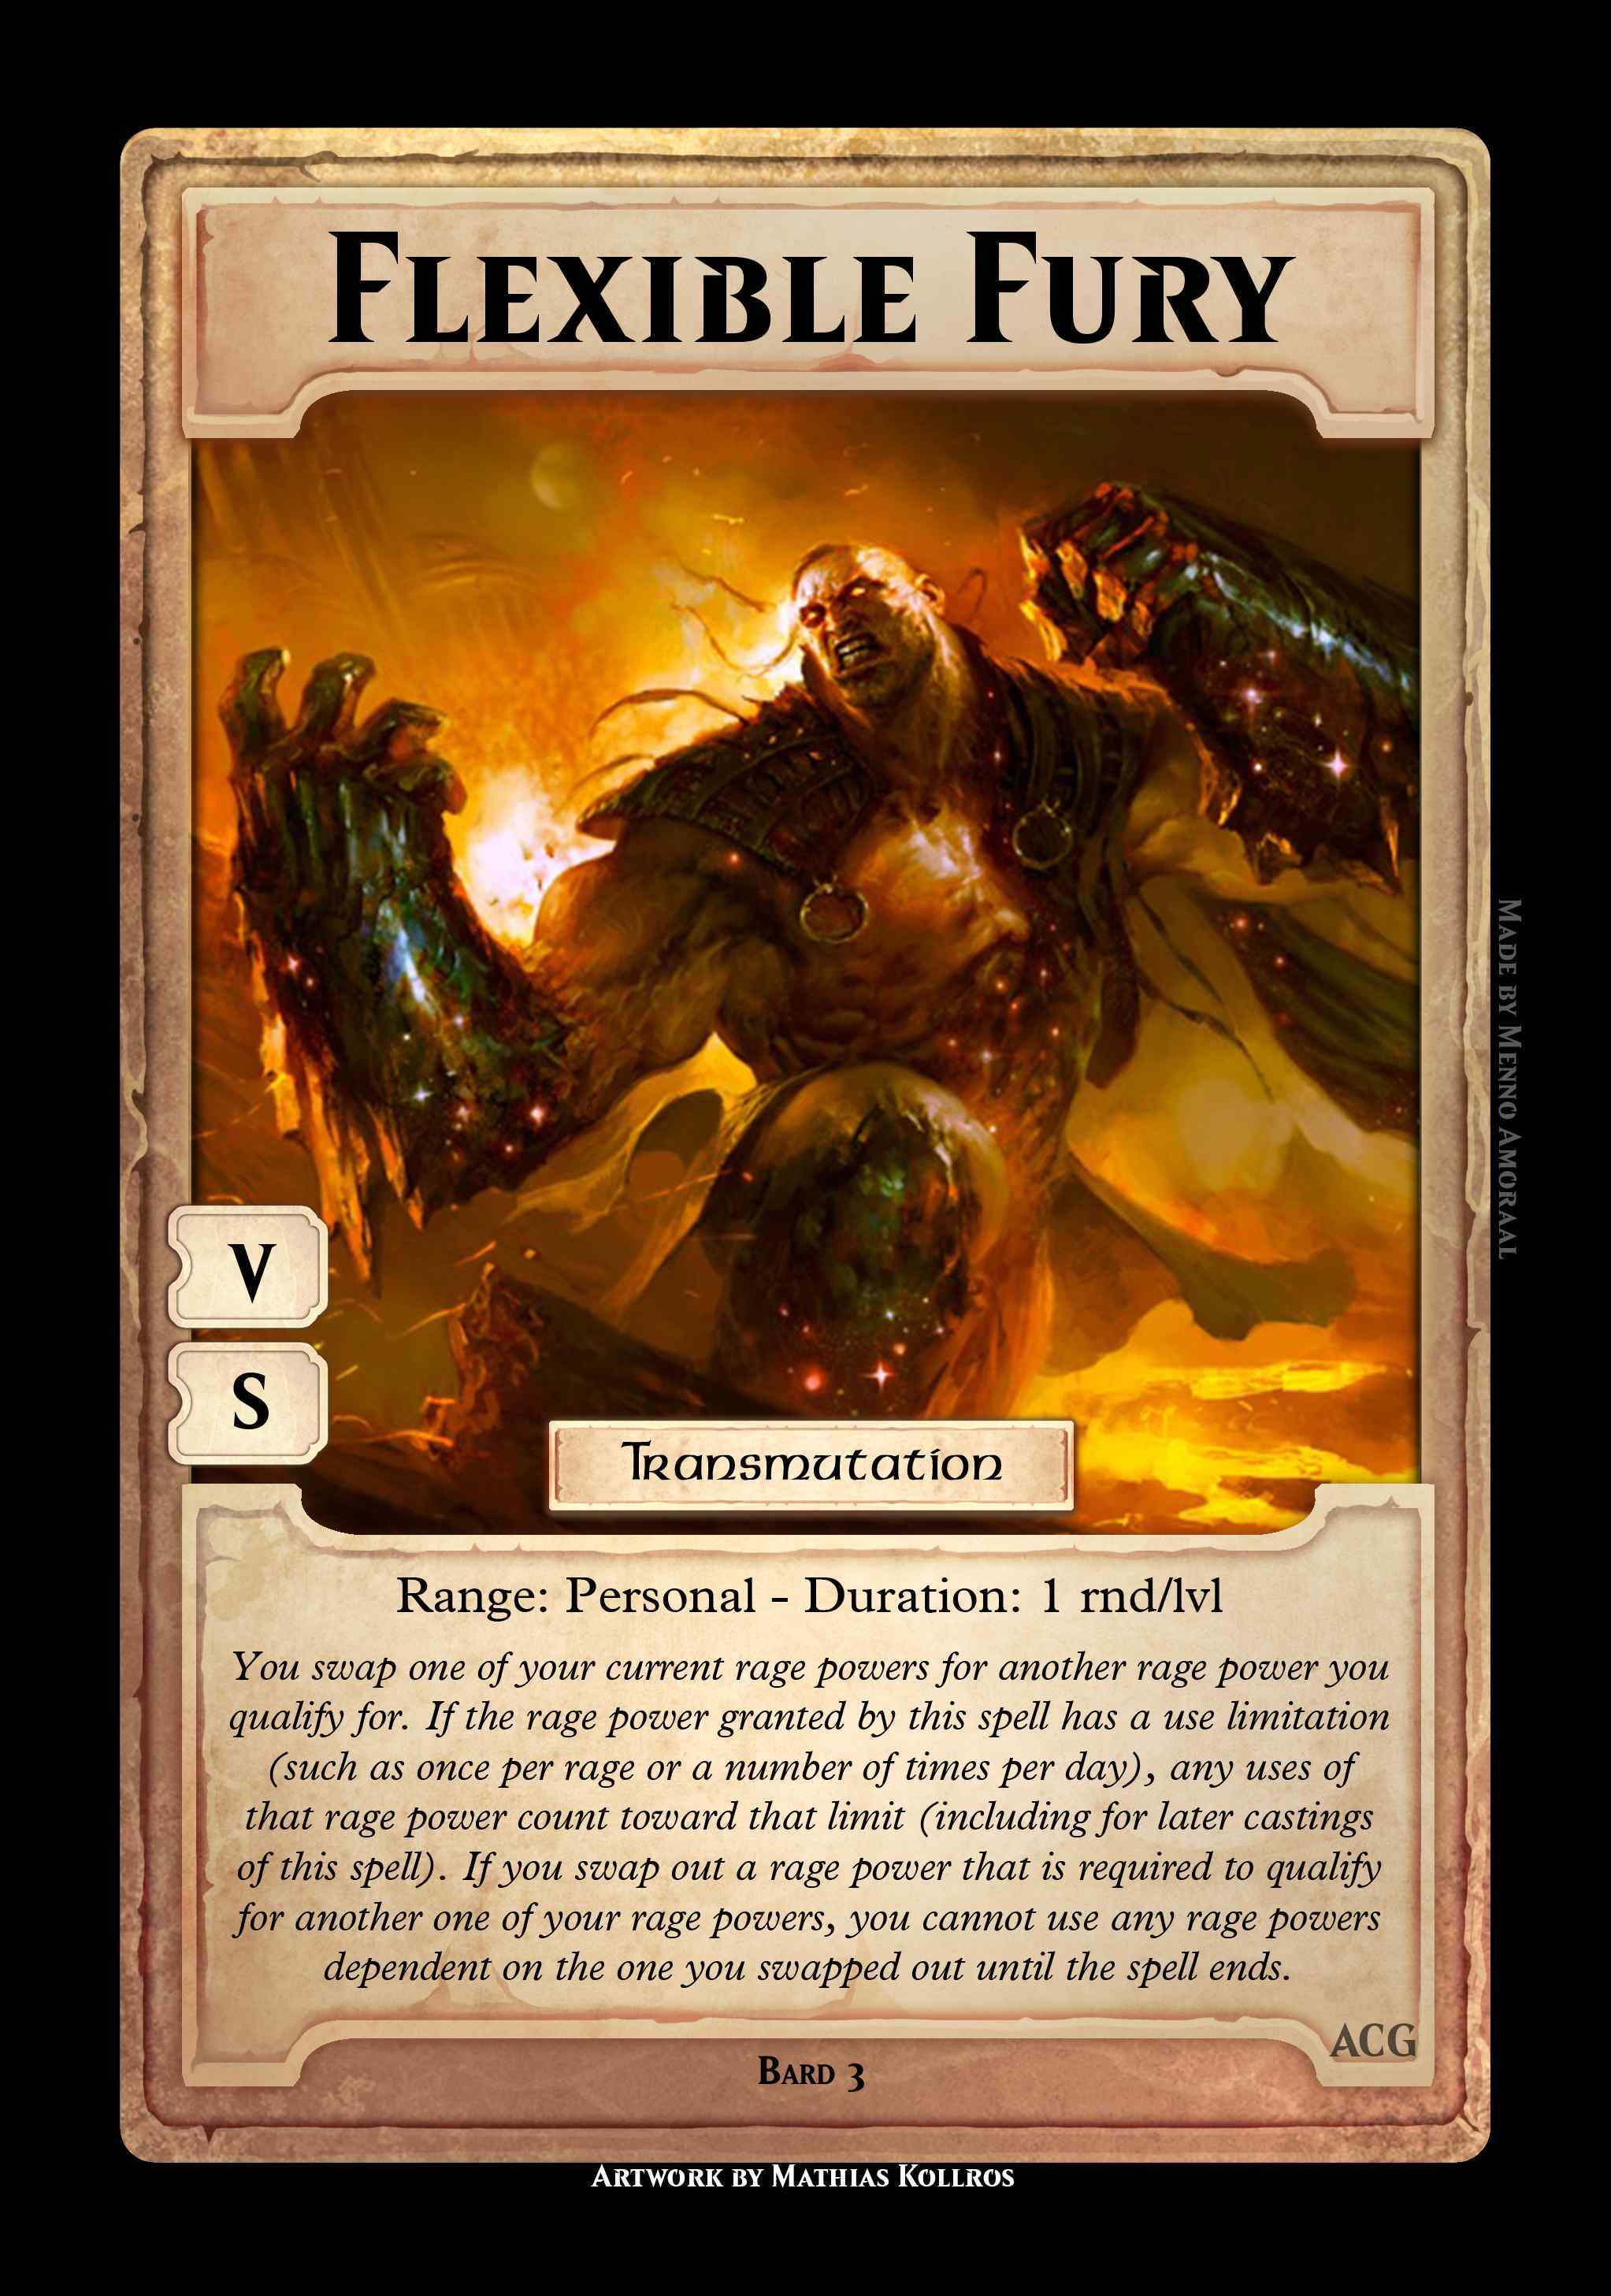 Flexible Fury
V
S
Transmutation
Range: Personal - Duration: 1 rnd/lvl
You swap one of your current rage powers for another rage power you
qualify for. If the rage power granted by this spell has a use limitation
(such as once per rage or a number of times per day), any uses of
that rage power count toward that limit (including for later castings
of this spell). If you swap out a rage power that is required to qualify
for another one of your rage powers, you cannot use any rage powers
dependent on the one you swapped out until the spell ends.
ACG
Bard 3
Artwork by Mathias Kollros
Made by Menno Amoraal